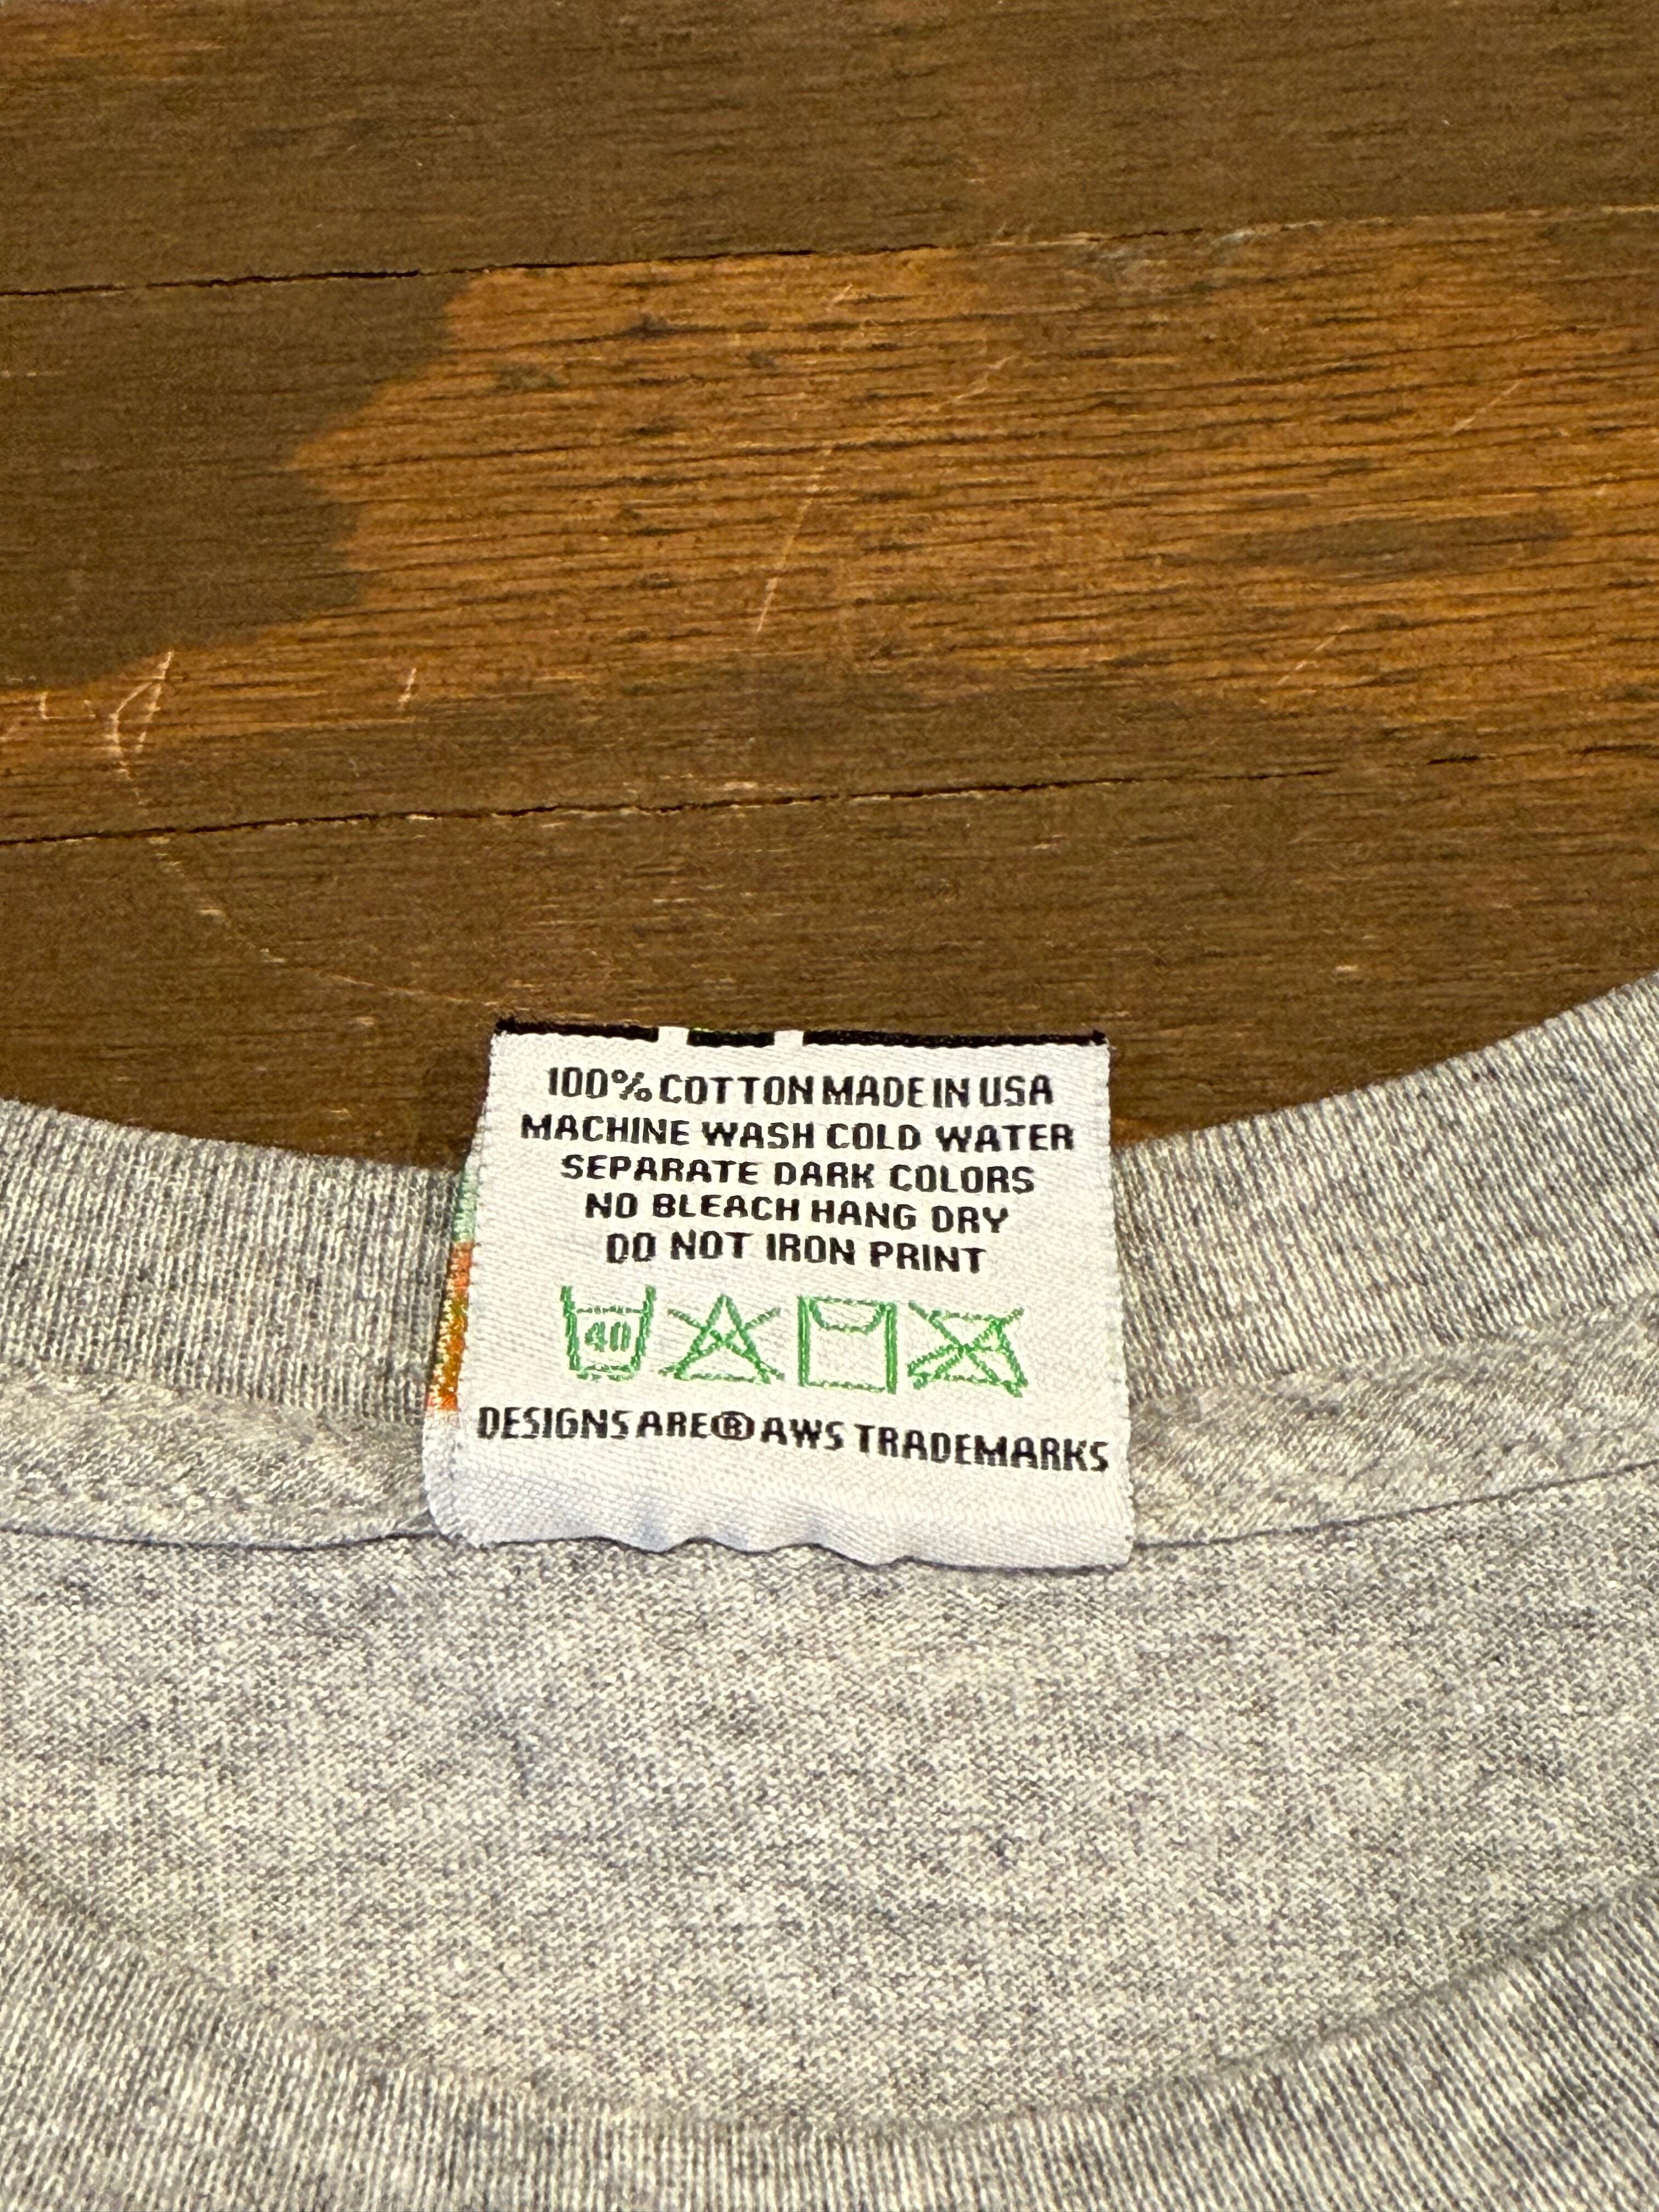 100% COTTON MADE IN USA
MACHINE WASH COLD WATER
SEPARATE DARK COLORS
NO BLEACH HANG DRY
DO NOT IRON PRINT
40
DESIGNS ARE ® AWS TRADEMARKS